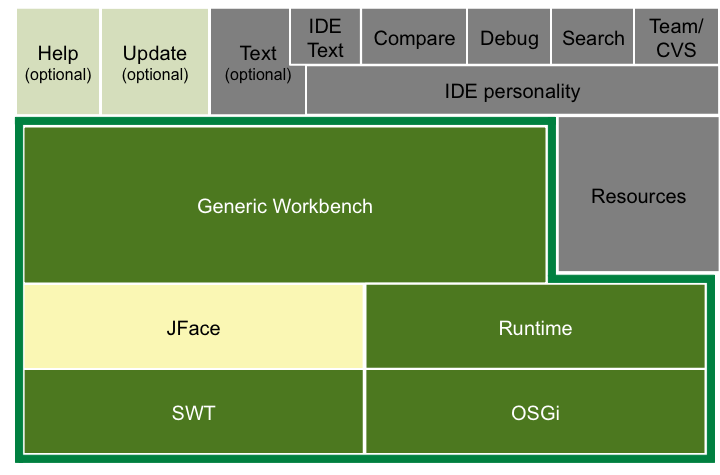 Help
(optional)
Update
(optional)
Text
(optional)
IDE
Text
Compare
Debug
Search
Team/
CVS
IDE personality
Generic Workbench
Resources
JFace
Runtime
SWT
OSGi